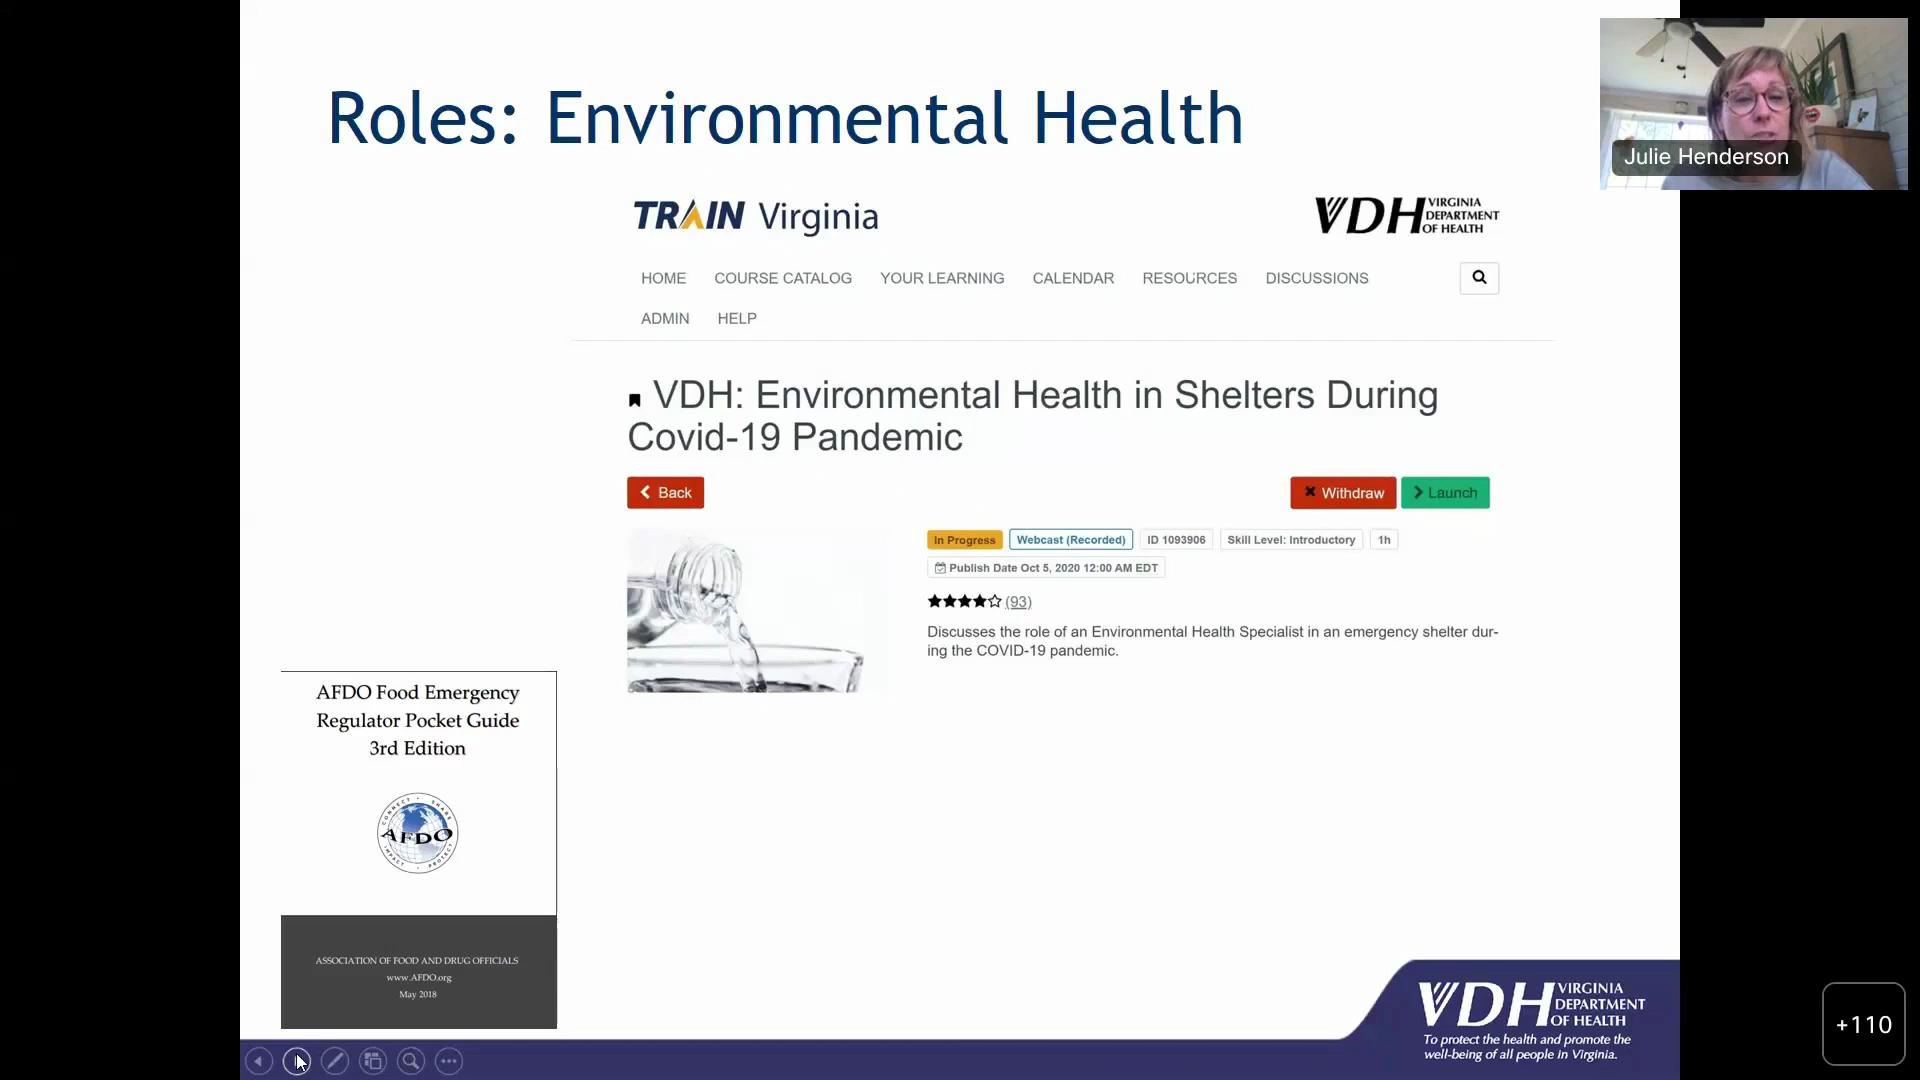 Roles: Environmental Health
Julie Henderson
TRAIN Virginia
VDH VIRGINIA
DEPARTMENT
OF HEALTH
HOME COURSE CATALOG YOUR LEARNING CALENDAR RESOURCES DISCUSSIONS
ADMIN HELP
VDH: Environmental Health in Shelters During
Covid-19 Pandemic
Back
Withdraw Launch
In Progress Webcast (Recorded) ID 1093906 Skill Level: Introductory 1h
Publish Date Oct 5, 2020 12:00 AM EDT
(93)
Discusses the role of an Environmental Health Specialist in an emergency shelter dur-
ing the COVID-19 pandemic.
AFDO Food Emergency
Regulator Pocket Guide
3rd Edition
CONNECT • SHARE
AFDO
IMPACT • PROTECT
ASSOCIATION OF FOOD AND DRUG OFFICIALS
www.AFDO.org
May 2018
VDH VIRGINIA
DEPARTMENT
OF HEALTH
To protect the health and promote the
well-being of all people in Virginia.
+110